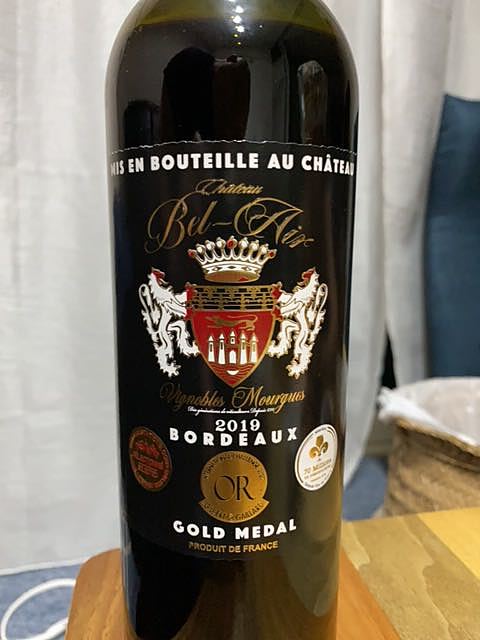 MIS EN BOUTEILLE AU CHÂTEAU
Château
Bel-Air
Vignobles Mourgues
2019
BORDEAUX
OR
GOLD MEDAL
PRODUIT DE FRANCE